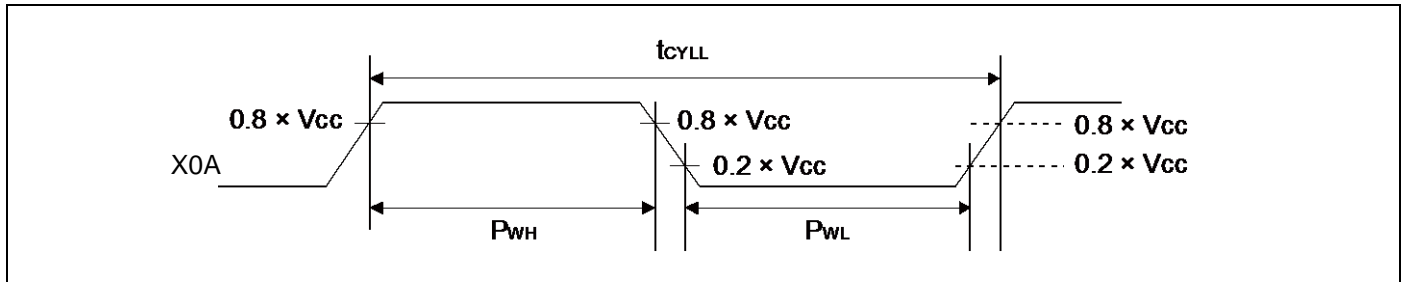 tCYLL
0.8 × Vcc
0.8 × Vcc
0.8 × Vcc
X0A
0.2 × Vcc
0.2 × Vcc
PWH
PWL